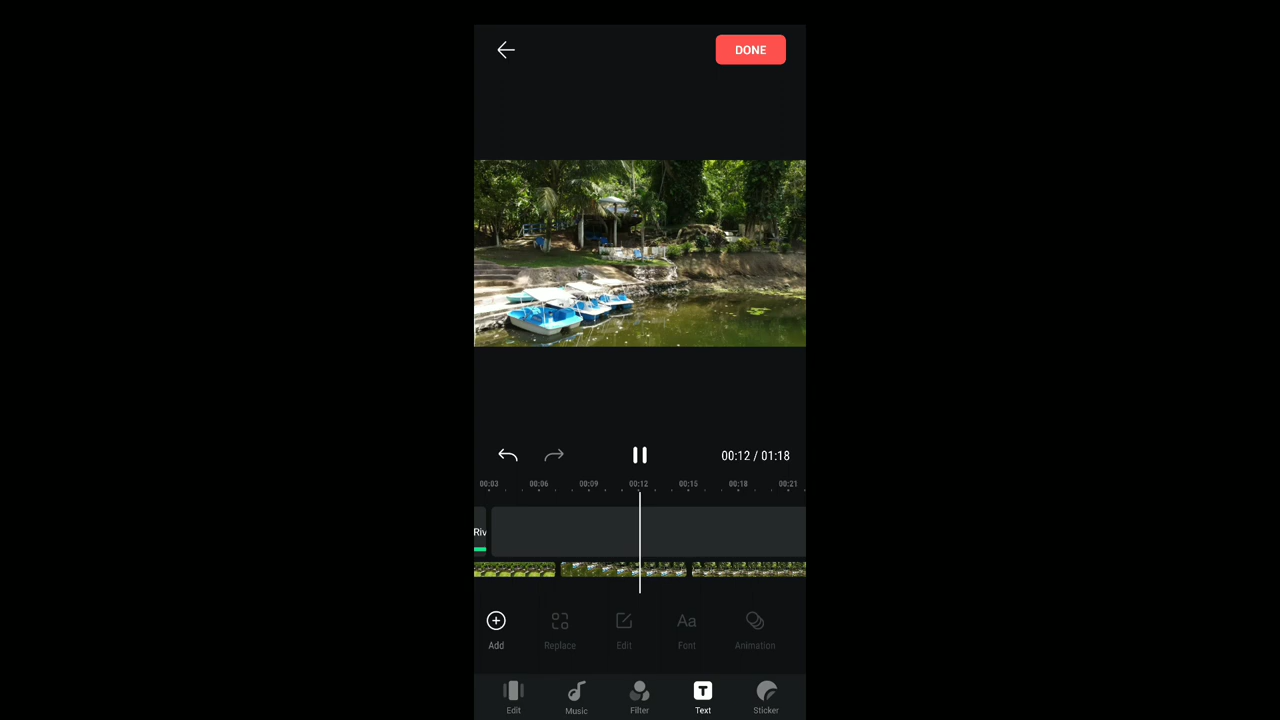 DONE
00:12 / 01:18
00:03 00:06 00:09 00:12 00:15 00:18 00:21
Riv
Add Replace Edit Font Animation
Aa
T
Edit Music Filter Text Sticker